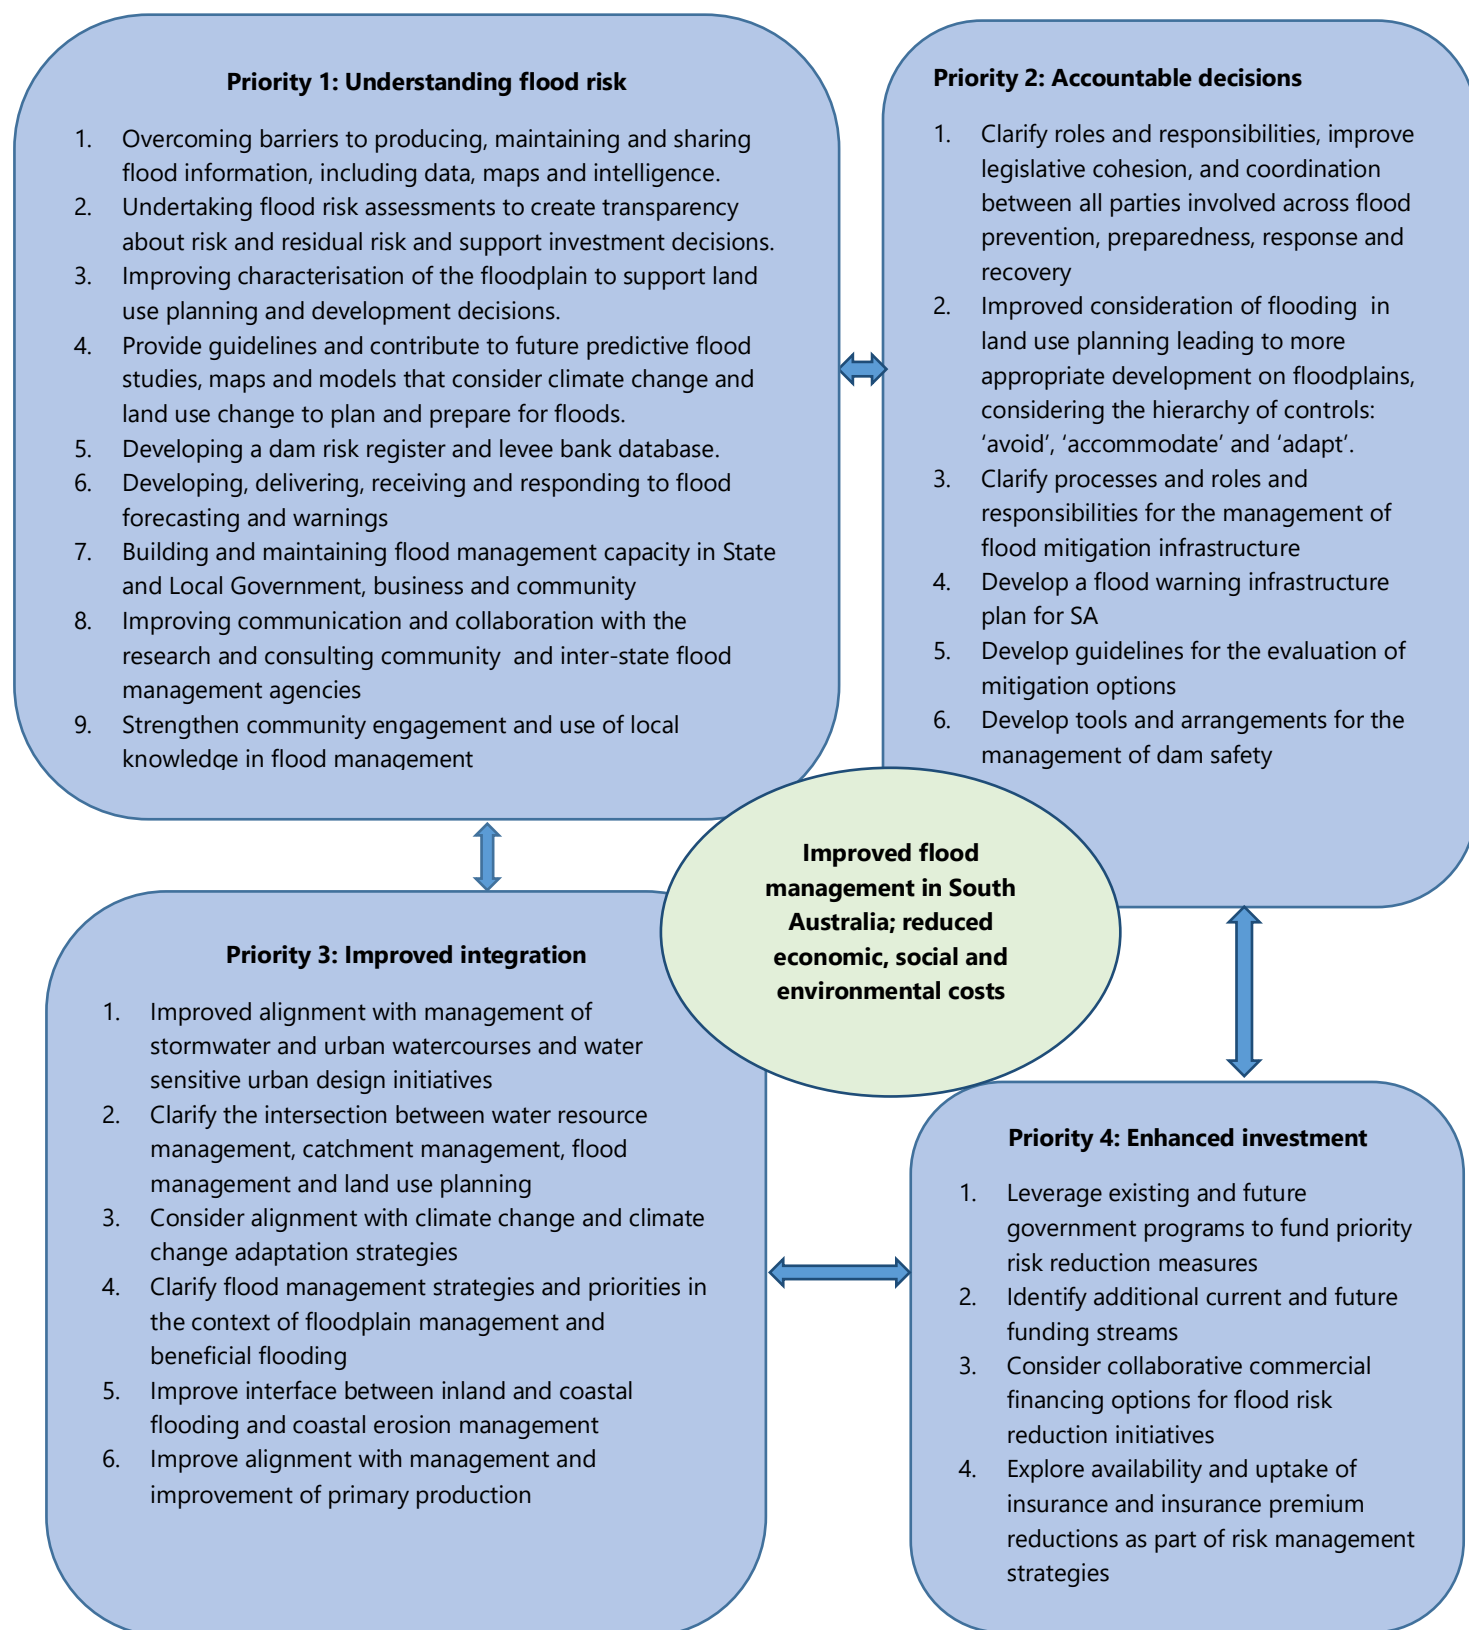 Priority 1: Understanding flood risk
1. Overcoming barriers to producing, maintaining and sharing
flood information, including data, maps and intelligence.
2. Undertaking flood risk assessments to create transparency
about risk and residual risk and support investment decisions.
3. Improving characterisation of the floodplain to support land
use planning and development decisions.
4. Provide guidelines and contribute to future predictive flood
studies, maps and models that consider climate change and
land use change to plan and prepare for floods.
5. Developing a dam risk register and levee bank database.
6. Developing, delivering, receiving and responding to flood
forecasting and warnings
7. Building and maintaining flood management capacity in State
and Local Government, business and community
8. Improving communication and collaboration with the
research and consulting community  and inter-state flood
management agencies
9. Strengthen community engagement and use of local
knowledge in flood management
Priority 2: Accountable decisions
1. Clarify roles and responsibilities, improve
legislative cohesion, and coordination
between all parties involved across flood
prevention, preparedness, response and
recovery
2. Improved consideration of flooding  in
land use planning leading to more
appropriate development on floodplains,
considering the hierarchy of controls:
‘avoid’, ‘accommodate’ and ‘adapt’.
3. Clarify processes and roles and
responsibilities for the management of
flood mitigation infrastructure
4. Develop a flood warning infrastructure
plan for SA
5. Develop guidelines for the evaluation of
mitigation options
6. Develop tools and arrangements for the
management of dam safety
Improved flood
management in South
Australia; reduced
economic, social and
environmental costs
Priority 3: Improved integration
1. Improved alignment with management of
stormwater and urban watercourses and water
sensitive urban design initiatives
2. Clarify the intersection between water resource
management, catchment management, flood
management and land use planning
3. Consider alignment with climate change and climate
change adaptation strategies
4. Clarify flood management strategies and priorities in
the context of floodplain management and
beneficial flooding
5. Improve interface between inland and coastal
flooding and coastal erosion management
6. Improve alignment with management and
improvement of primary production
Priority 4: Enhanced investment
1. Leverage existing and future
government programs to fund priority
risk reduction measures
2. Identify additional current and future
funding streams
3. Consider collaborative commercial
financing options for flood risk
reduction initiatives
4. Explore availability and uptake of
insurance and insurance premium
reductions as part of risk management
strategies